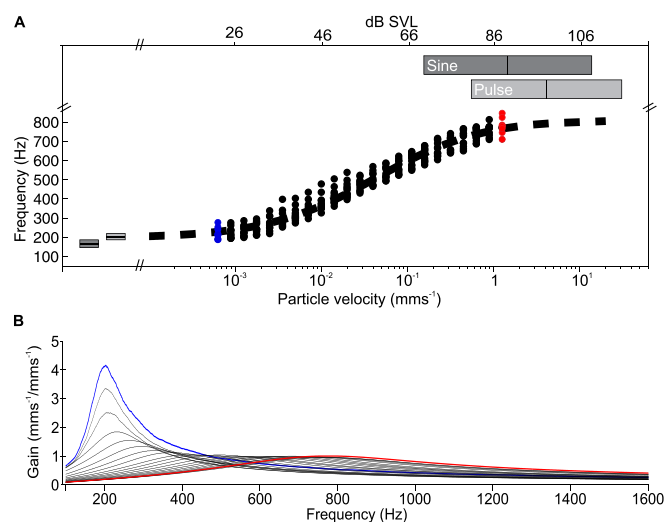 A
dB SVL
26 46 66 86 106
Sine
Pulse
Frequency (Hz)
800
700
600
500
400
300
200
100
10⁻³ 10⁻² 10⁻¹ 1 10¹
Particle velocity (mms⁻¹)
B
Gain (mms⁻¹/mms⁻¹)
5
4
3
2
1
0
200 400 600 800 1000 1200 1400 1600
Frequency (Hz)